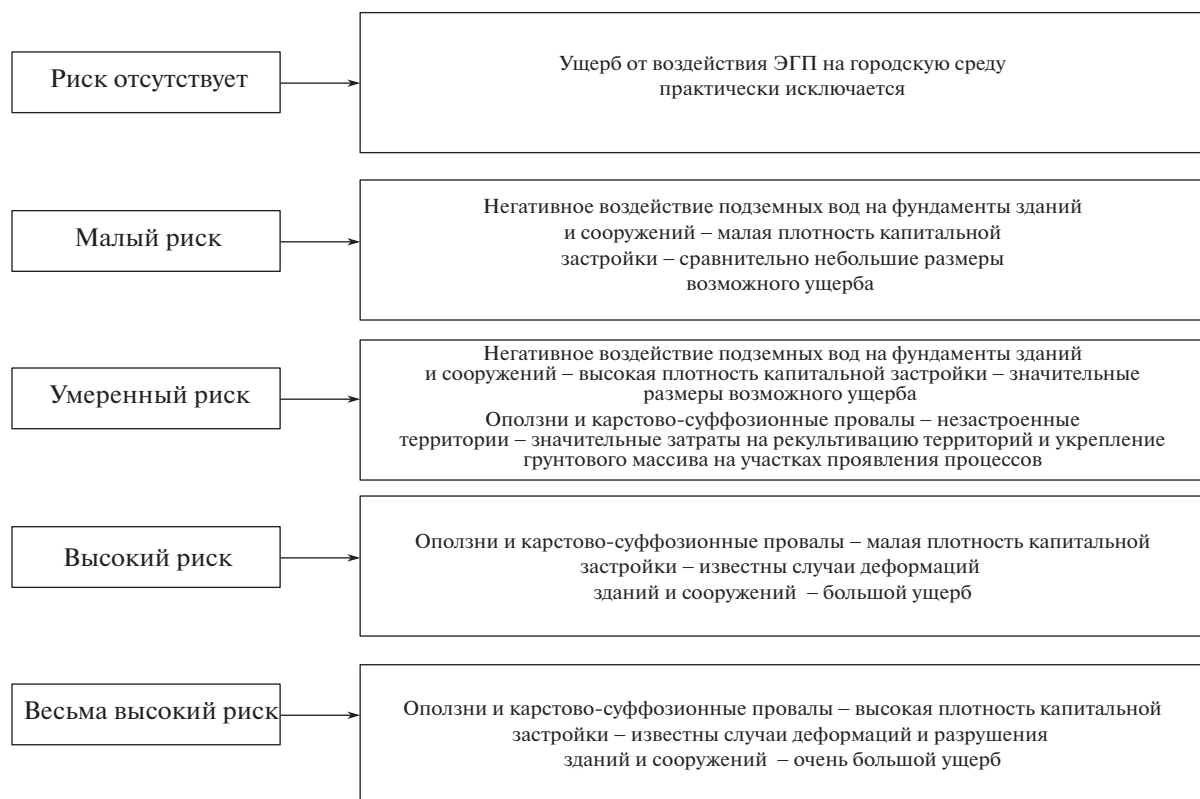 Риск отсутствует
Ущерб от воздействия ЭГП на городскую среду
практически исключается
Малый риск
Негативное воздействие подземных вод на фундаменты зданий
и сооружений – малая плотность капитальной
застройки – сравнительно небольшие размеры
возможного ущерба
Умеренный риск
Негативное воздействие подземных вод на фундаменты зданий
и сооружений – высокая плотность капитальной застройки – значительные
размеры возможного ущерба
Оползни и карстово-суффозионные провалы – незастроенные
территории – значительные затраты на рекультивацию территорий и укрепление
грунтового массива на участках проявления процессов
Высокий риск
Оползни и карстово-суффозионные провалы – малая плотность капитальной
застройки – известны случаи деформаций
зданий и сооружений – большой ущерб
Весьма высокий риск
Оползни и карстово-суффозионные провалы – высокая плотность капитальной
застройки – известны случаи деформаций и разрушения
зданий и сооружений – очень большой ущерб